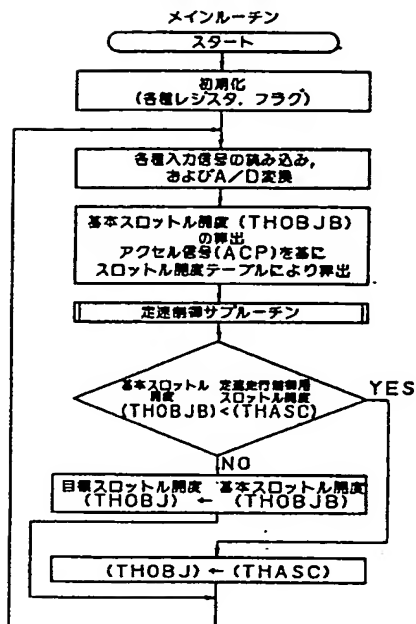 メインルーチン
スタート
初期化
(各種レジスタ，フラグ)
各種入力信号の読み込み，
およびA／D変換
基本スロットル開度(THOBJB)
の算出
アクセル信号(ACP)を基に
スロットル開度テーブルにより算出
定速制御サブルーチン
基本スロットル 定速走行制御用
開度 スロットル開度
(THOBJB)<(THASC)
YES
NO
目標スロットル開度 基本スロットル開度
(THOBJ) ← (THOBJB)
(THOBJ)←(THASC)